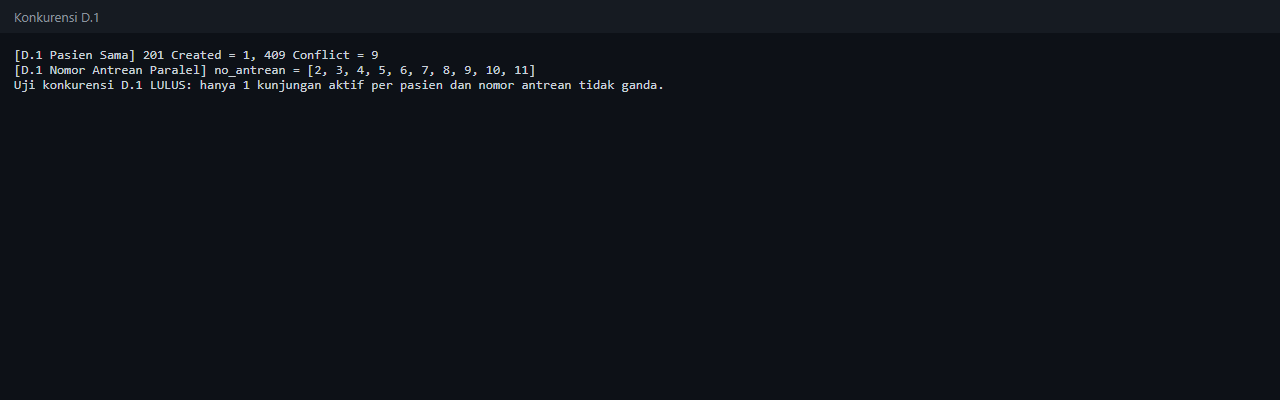 Konkurensi D.1
[D.1 Pasien Sama] 201 Created = 1, 409 Conflict = 9
[D.1 Nomor Antrean Paralel] no_antrean = [2, 3, 4, 5, 6, 7, 8, 9, 10, 11]
Uji konkurensi D.1 LULUS: hanya 1 kunjungan aktif per pasien dan nomor antrean tidak ganda.